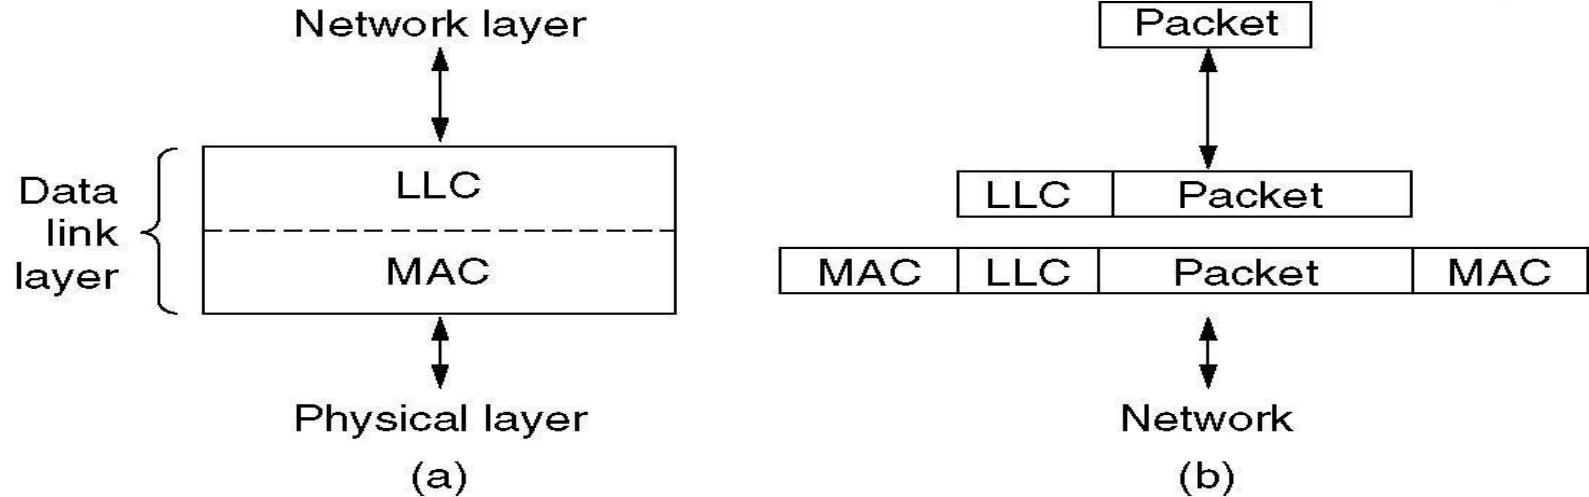 Network layer
Data
link
layer
LLC
MAC
Physical layer
(a)
Packet
LLC Packet
MAC LLC Packet MAC
Network
(b)